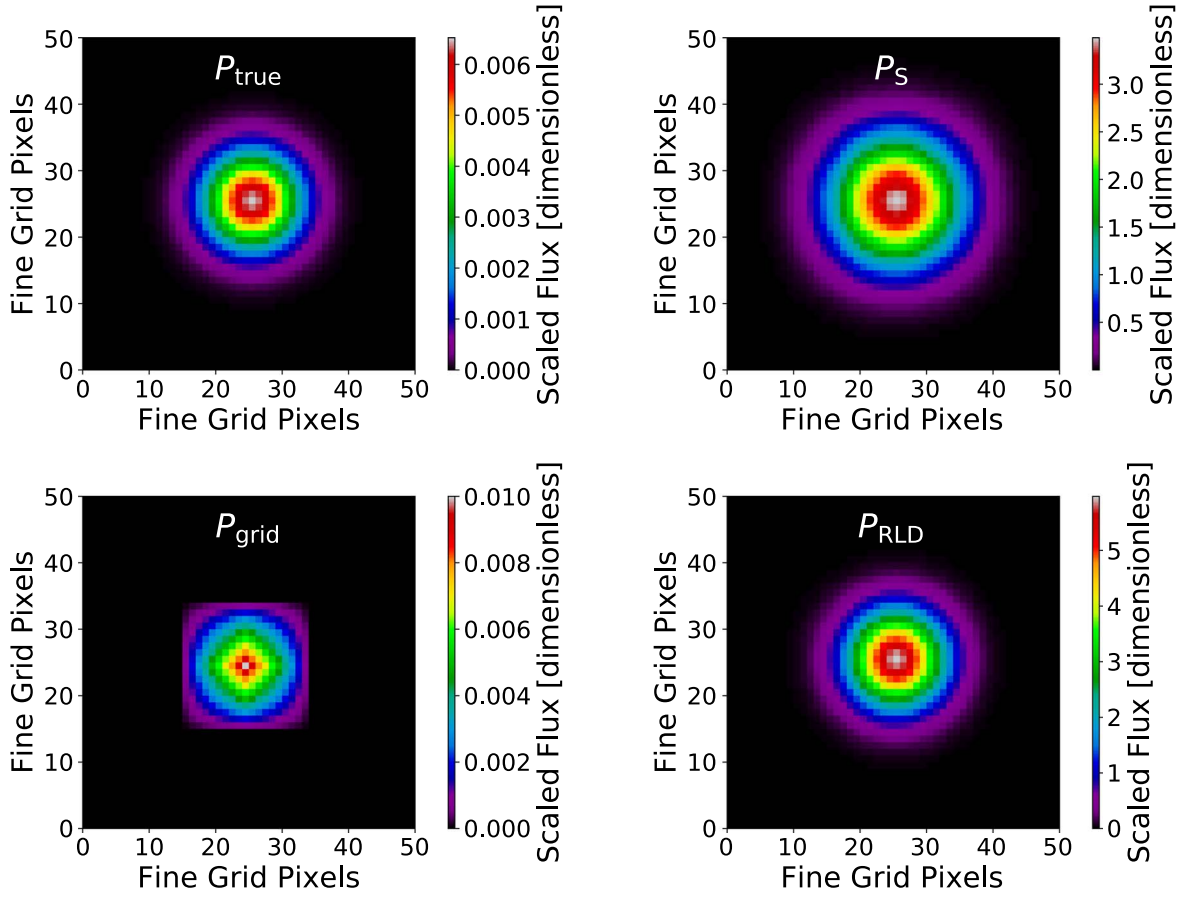 P_true
50
40
30
20
10
0
Fine Grid Pixels
0 10 20 30 40 50
Fine Grid Pixels
0.006
0.005
0.004
0.003
0.002
0.001
0.000
Scaled Flux [dimensionless]
P_S
50
40
30
20
10
0
Fine Grid Pixels
0 10 20 30 40 50
Fine Grid Pixels
3.0
2.5
2.0
1.5
1.0
0.5
Scaled Flux [dimensionless]
P_grid
50
40
30
20
10
0
Fine Grid Pixels
0 10 20 30 40 50
Fine Grid Pixels
0.010
0.008
0.006
0.004
0.002
0.000
Scaled Flux [dimensionless]
P_RLD
50
40
30
20
10
0
Fine Grid Pixels
0 10 20 30 40 50
Fine Grid Pixels
5
4
3
2
1
0
Scaled Flux [dimensionless]